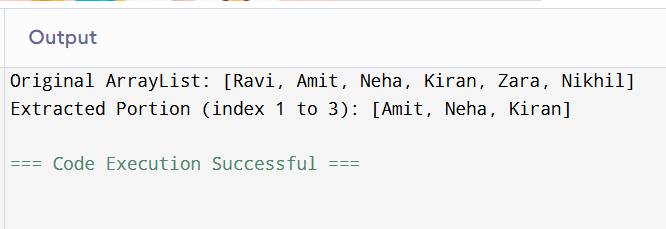 Output
Original ArrayList: [Ravi, Amit, Neha, Kiran, Zara, Nikhil]
Extracted Portion (index 1 to 3): [Amit, Neha, Kiran]
=== Code Execution Successful ===